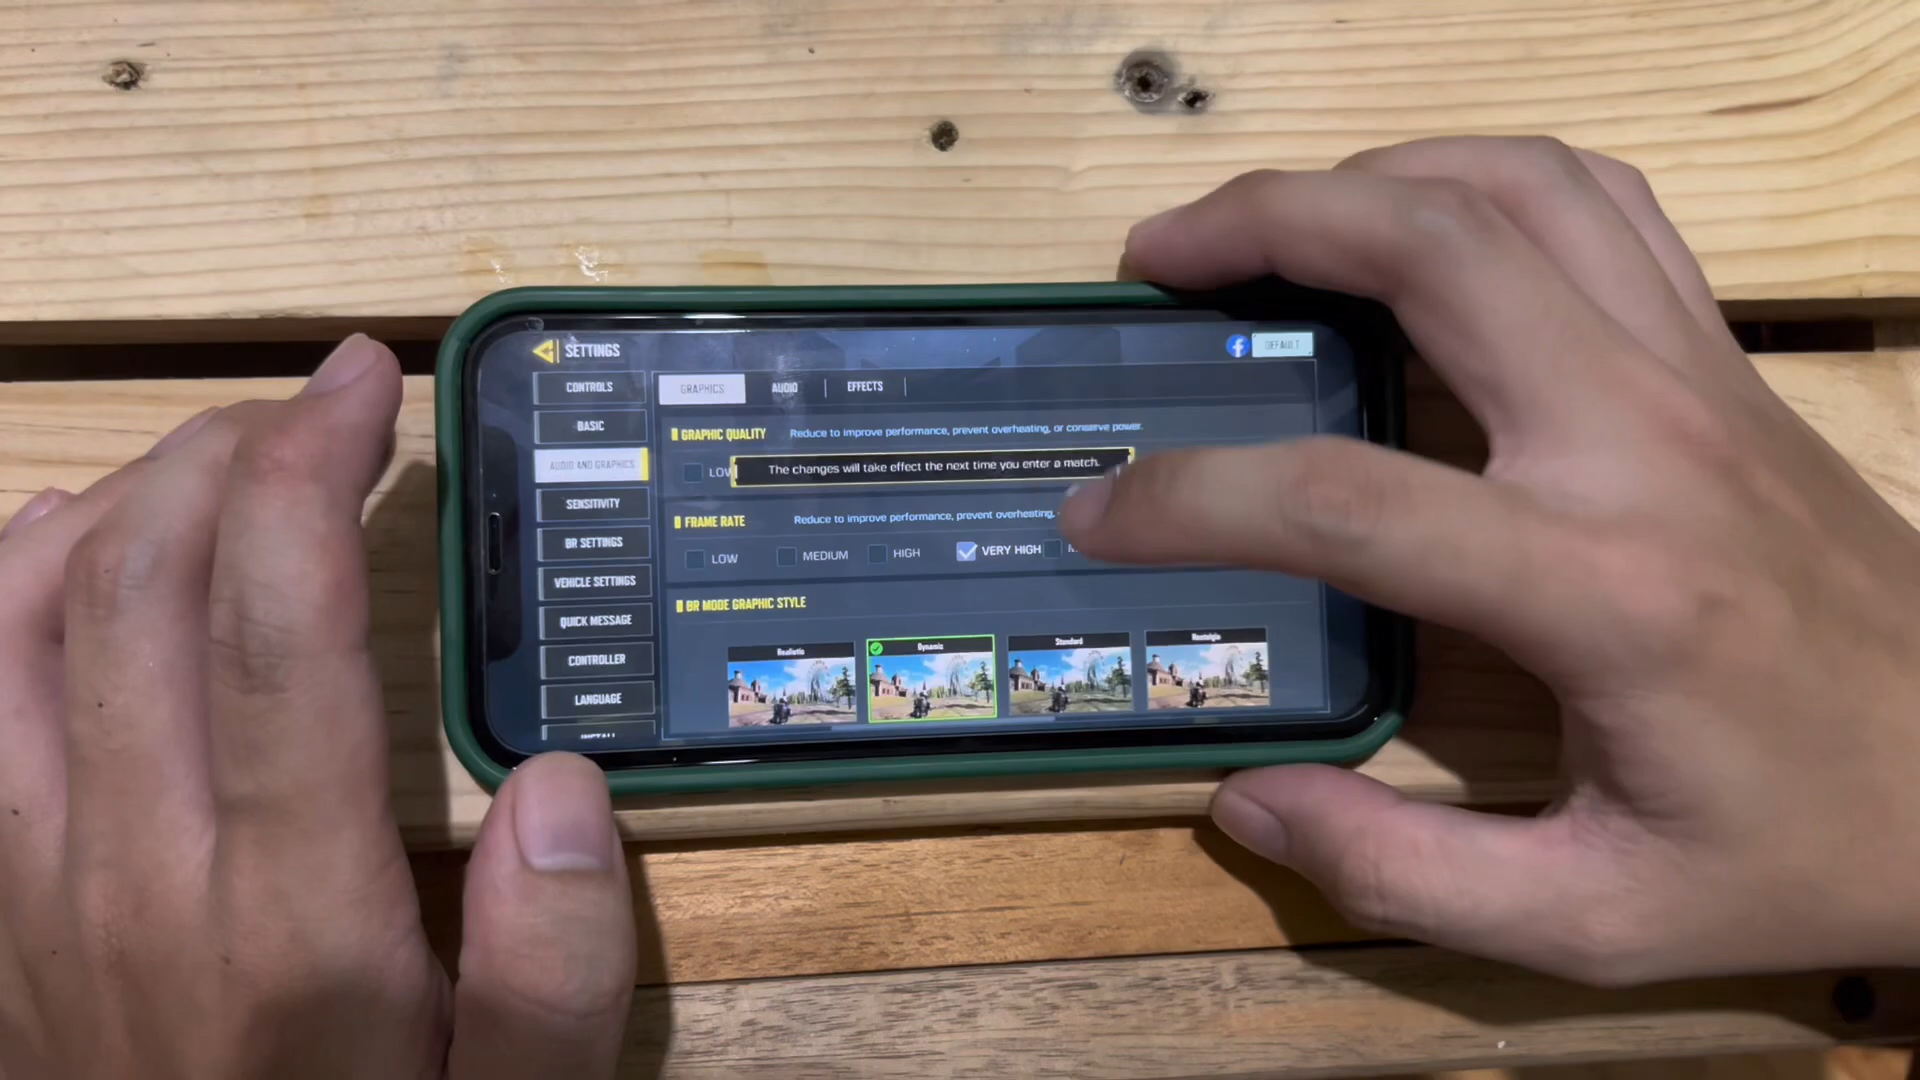 SETTINGS
DEFAULT
CONTROLS
BASIC
AUDIO AND GRAPHICS
SENSITIVITY
BR SETTINGS
VEHICLE SETTINGS
QUICK MESSAGE
CONTROLLER
LANGUAGE
GRAPHICS
AUDIO
EFFECTS
GRAPHIC QUALITY
Reduce to improve performance, prevent overheating, or conserve power.
LOW
The changes will take effect the next time you enter a match.
FRAME RATE
Reduce to improve performance, prevent overheating,
LOW
MEDIUM
HIGH
VERY HIGH
BR MODE GRAPHIC STYLE
Realistic
Dynamic
Standard
Nostalgia